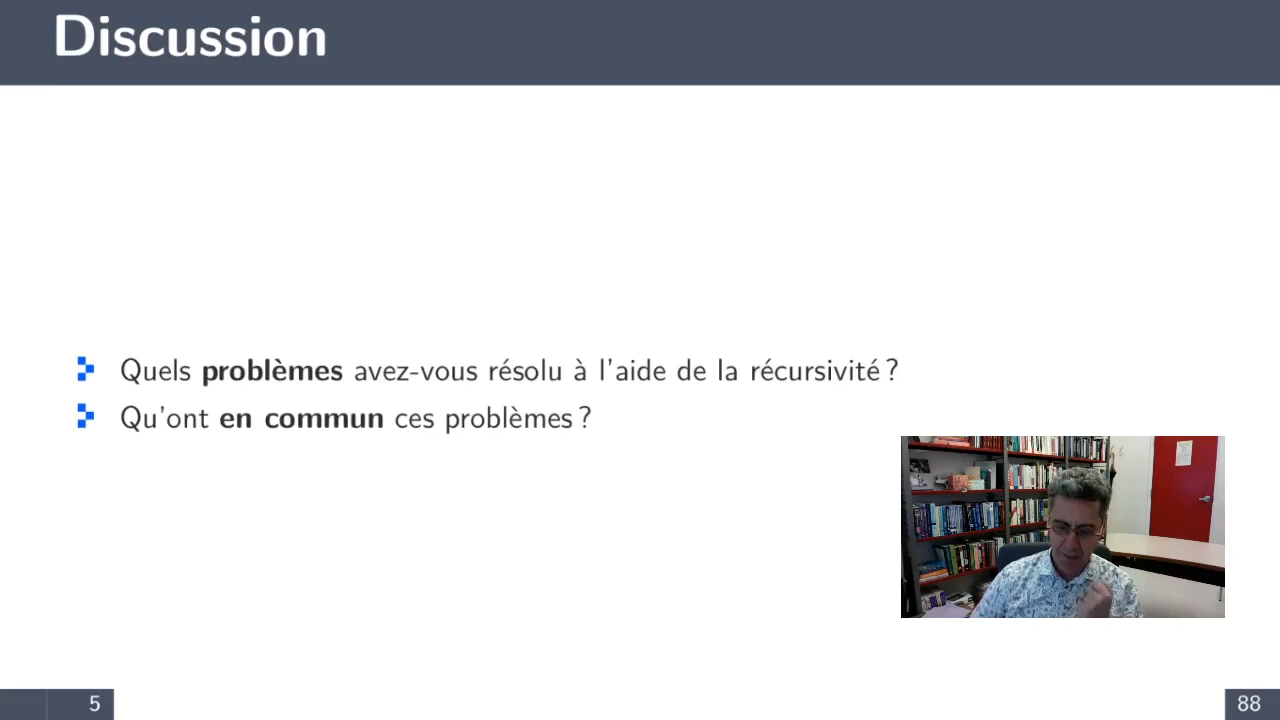 Discussion
Quels problèmes avez-vous résolu à l'aide de la récursivité ?
Qu'ont en commun ces problèmes ?
5
88